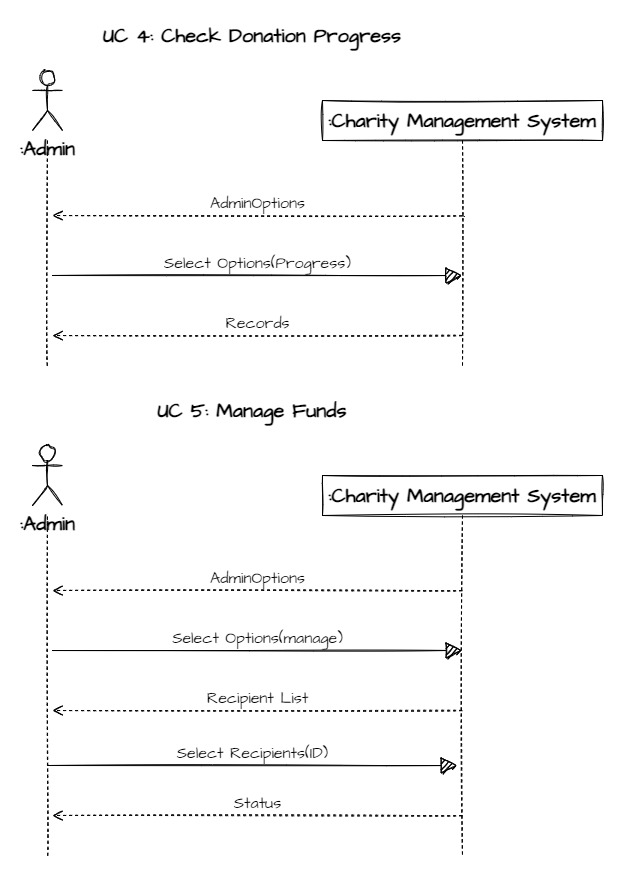 UC 4: Check Donation Progress
:Admin
:Charity Management System
AdminOptions
Select Options(Progress)
Records
UC 5: Manage Funds
:Admin
:Charity Management System
AdminOptions
Select Options(manage)
Recipient List
Select Recipients(ID)
Status